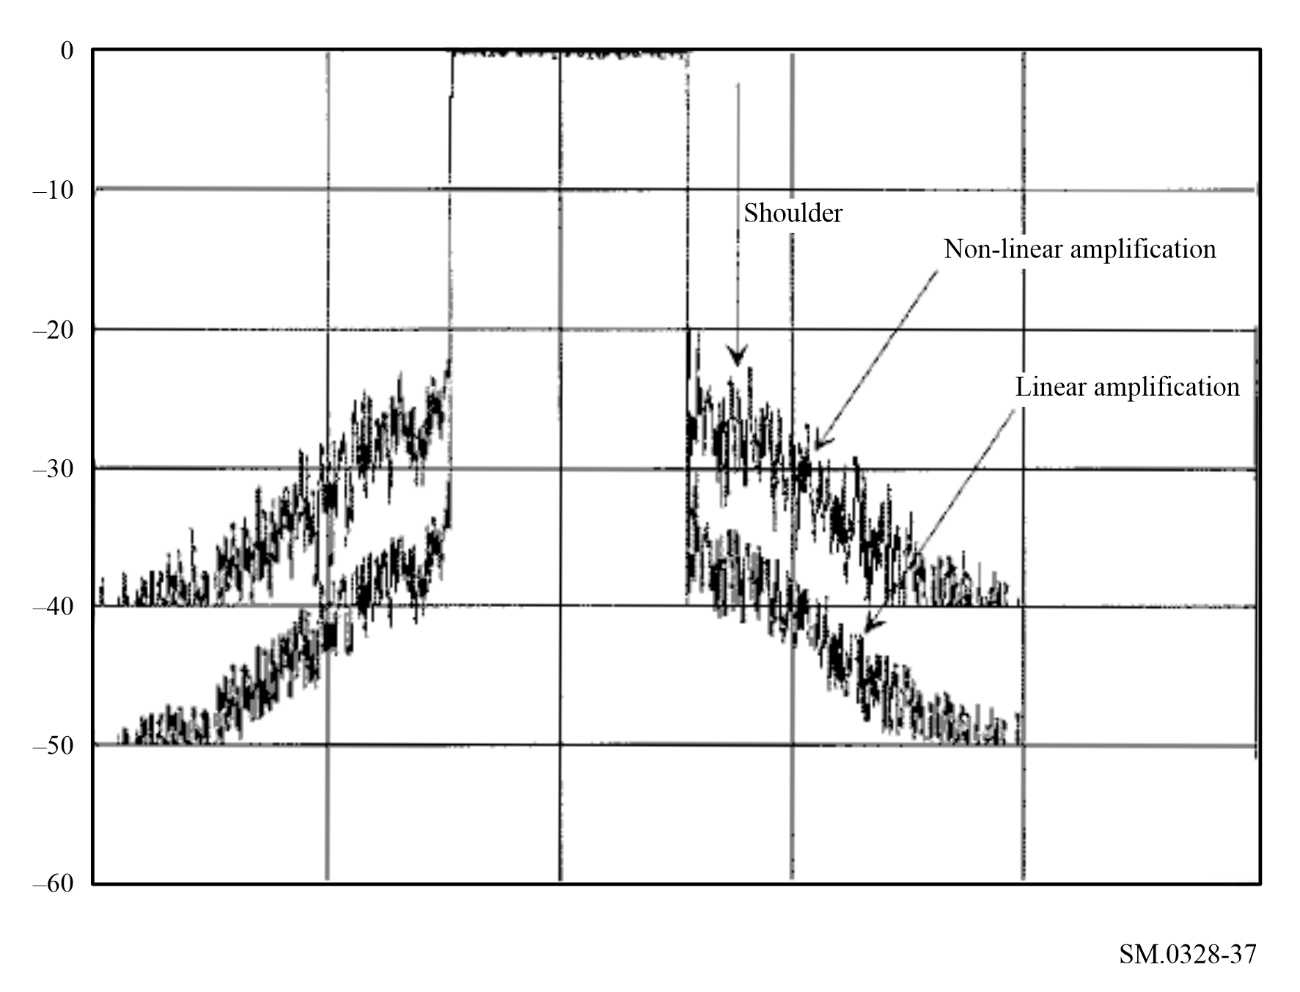 0
–10
Shoulder
Non-linear amplification
–20
Linear amplification
–30
–40
–50
–60
SM.0328-37